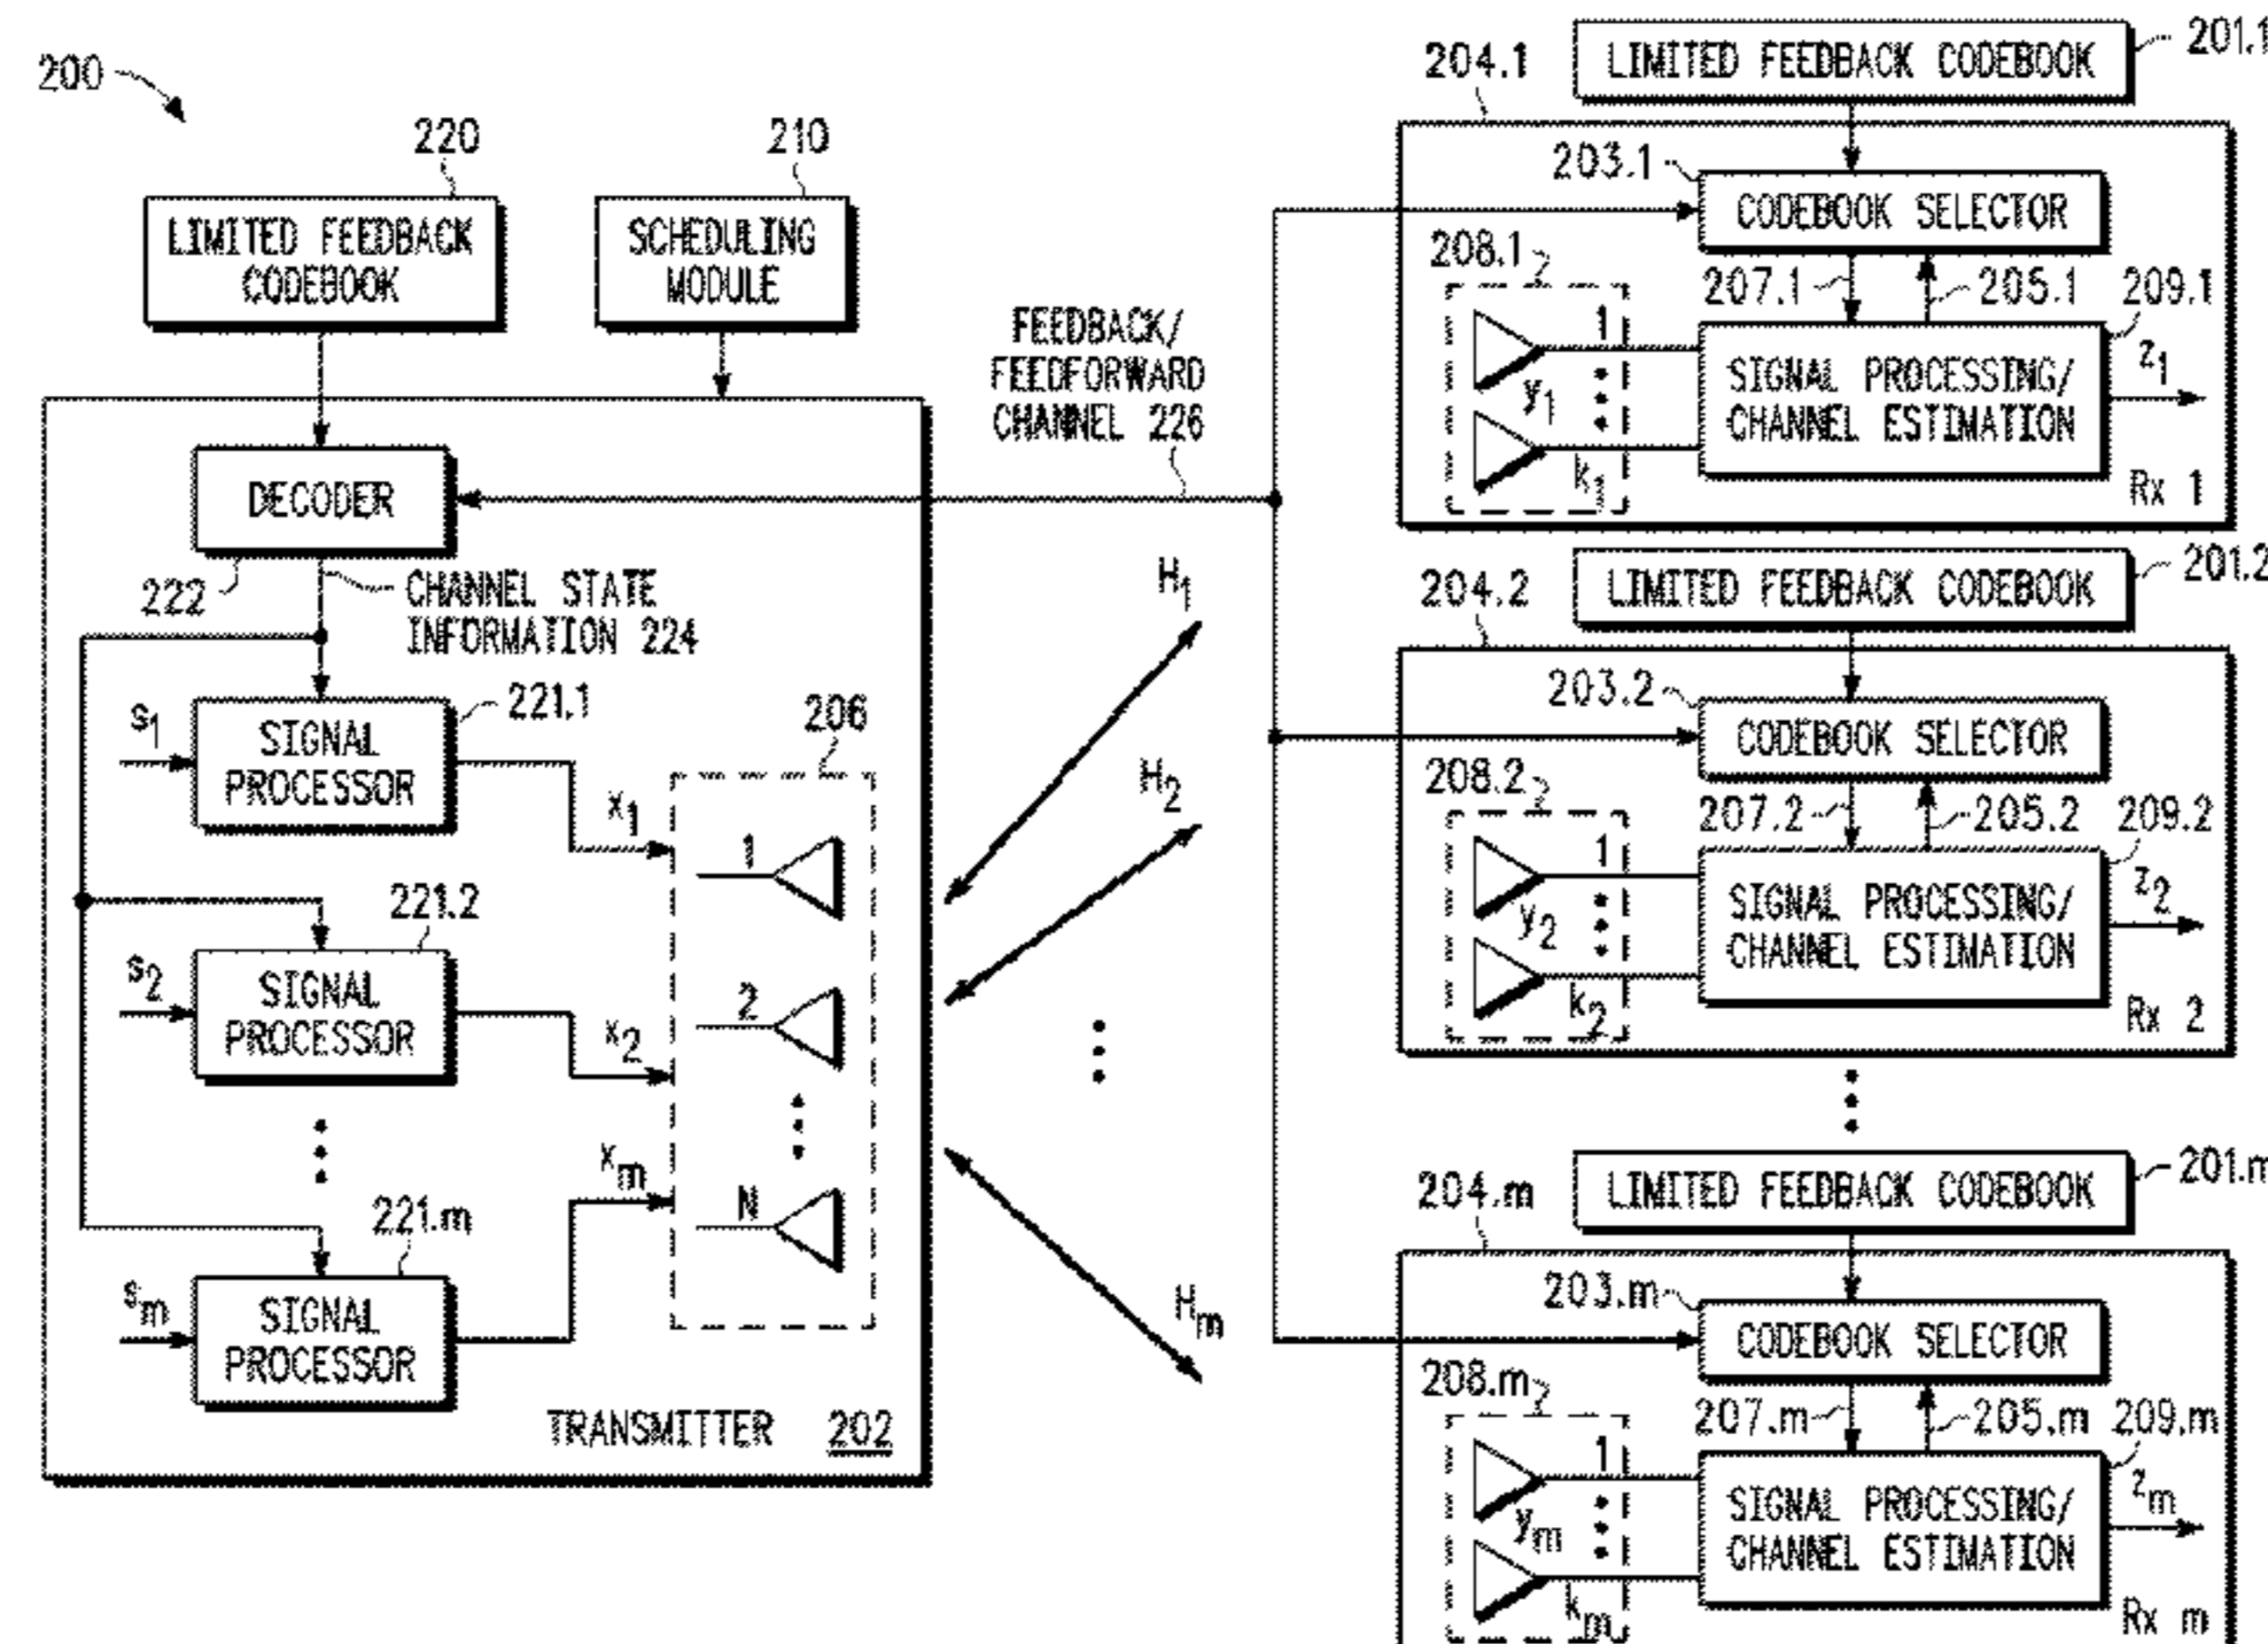 200
220
210
LIMITED FEEDBACK
CODEBOOK
SCHEDULING
MODULE
FEEDBACK/
FEEDFORWARD
CHANNEL 226
DECODER
222
CHANNEL STATE
INFORMATION 224
s1
SIGNAL
PROCESSOR
221.1
x1
206
1
s2
SIGNAL
PROCESSOR
221.2
x2
2
sm
SIGNAL
PROCESSOR
221.m
xm
N
TRANSMITTER 202
H1
H2
Hm
LIMITED FEEDBACK CODEBOOK
201.1
204.1
203.1
CODEBOOK SELECTOR
208.1
207.1
205.1
209.1
1
y1
k1
SIGNAL PROCESSING/
CHANNEL ESTIMATION
z1
Rx 1
LIMITED FEEDBACK CODEBOOK
201.2
204.2
203.2
CODEBOOK SELECTOR
208.2
207.2
205.2
209.2
1
y2
k2
SIGNAL PROCESSING/
CHANNEL ESTIMATION
z2
Rx 2
LIMITED FEEDBACK CODEBOOK
201.m
204.m
203.m
CODEBOOK SELECTOR
208.m
207.m
205.m
209.m
1
ym
km
SIGNAL PROCESSING/
CHANNEL ESTIMATION
zm
Rx m